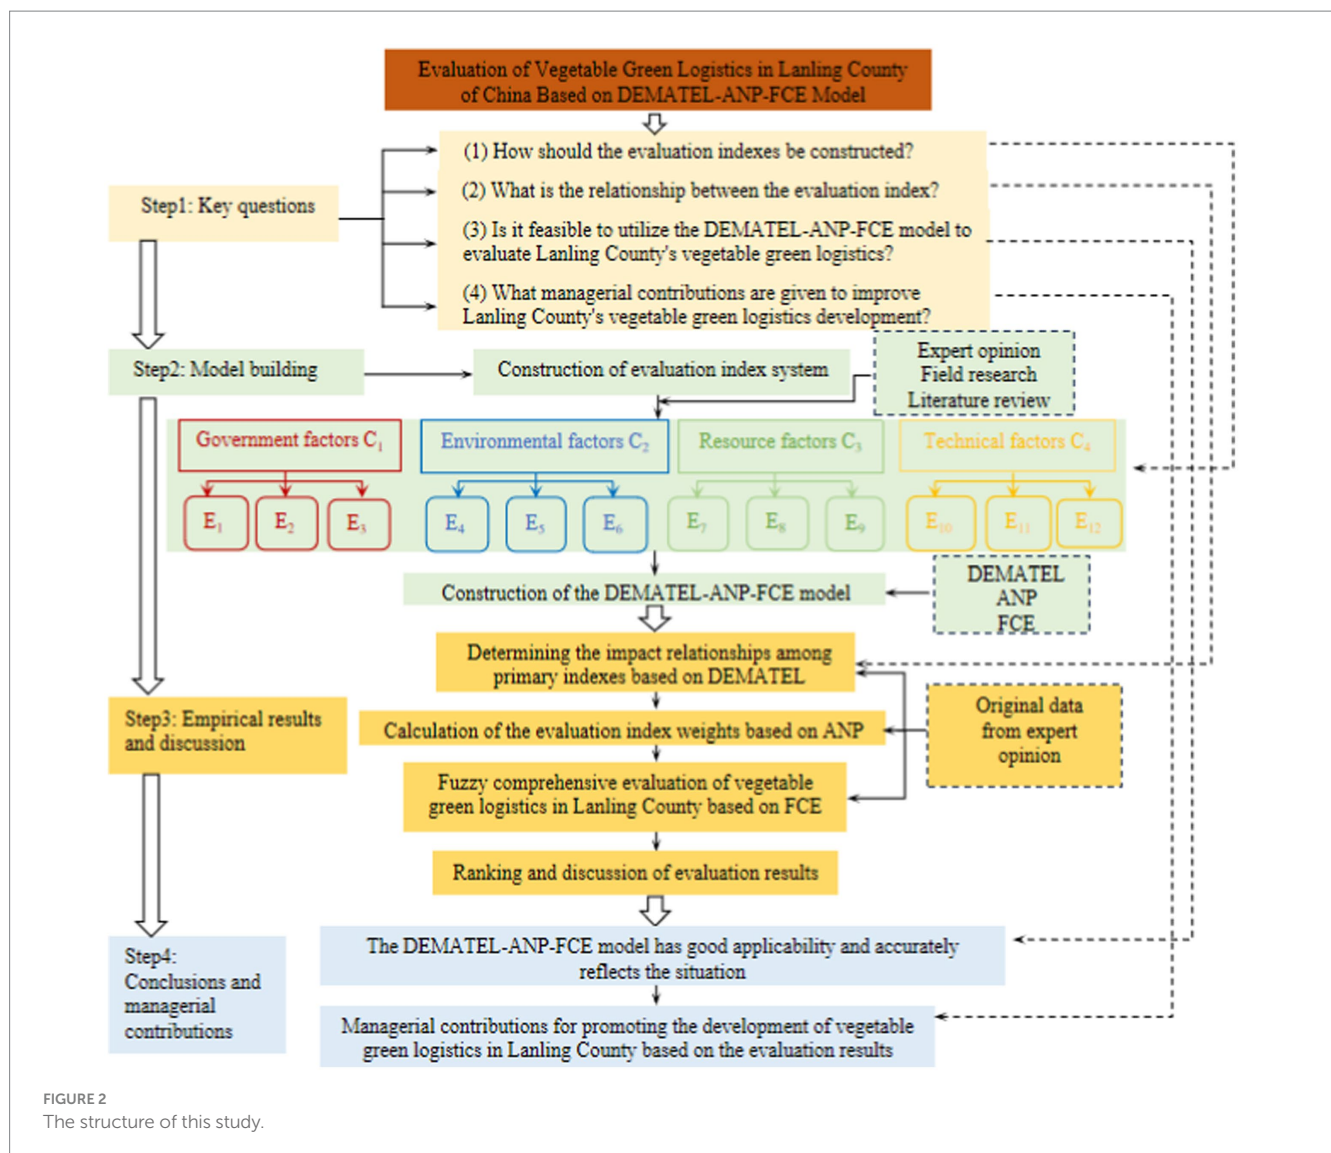 Evaluation of Vegetable Green Logistics in Lanling County
of China Based on DEMATEL-ANP-FCE Model
Step1: Key questions
(1) How should the evaluation indexes be constructed?
(2) What is the relationship between the evaluation index?
(3) Is it feasible to utilize the DEMATEL-ANP-FCE model to
evaluate Lanling County's vegetable green logistics?
(4) What managerial contributions are given to improve
Lanling County's vegetable green logistics development?
Step2: Model building
Construction of evaluation index system
Expert opinion
Field research
Literature review
Government factors C₁
Environmental factors C₂
Resource factors C₃
Technical factors C₄
E₁
E₂
E₃
E₄
E₅
E₆
E₇
E₈
E₉
E₁₀
E₁₁
E₁₂
Construction of the DEMATEL-ANP-FCE model
DEMATEL
ANP
FCE
Determining the impact relationships among
primary indexes based on DEMATEL
Step3: Empirical results
and discussion
Calculation of the evaluation index weights based on ANP
Original data
from expert
opinion
Fuzzy comprehensive evaluation of vegetable
green logistics in Lanling County based on FCE
Ranking and discussion of evaluation results
Step4:
Conclusions and
managerial
contributions
The DEMATEL-ANP-FCE model has good applicability and accurately
reflects the situation
Managerial contributions for promoting the development of vegetable
green logistics in Lanling County based on the evaluation results
FIGURE 2
The structure of this study.